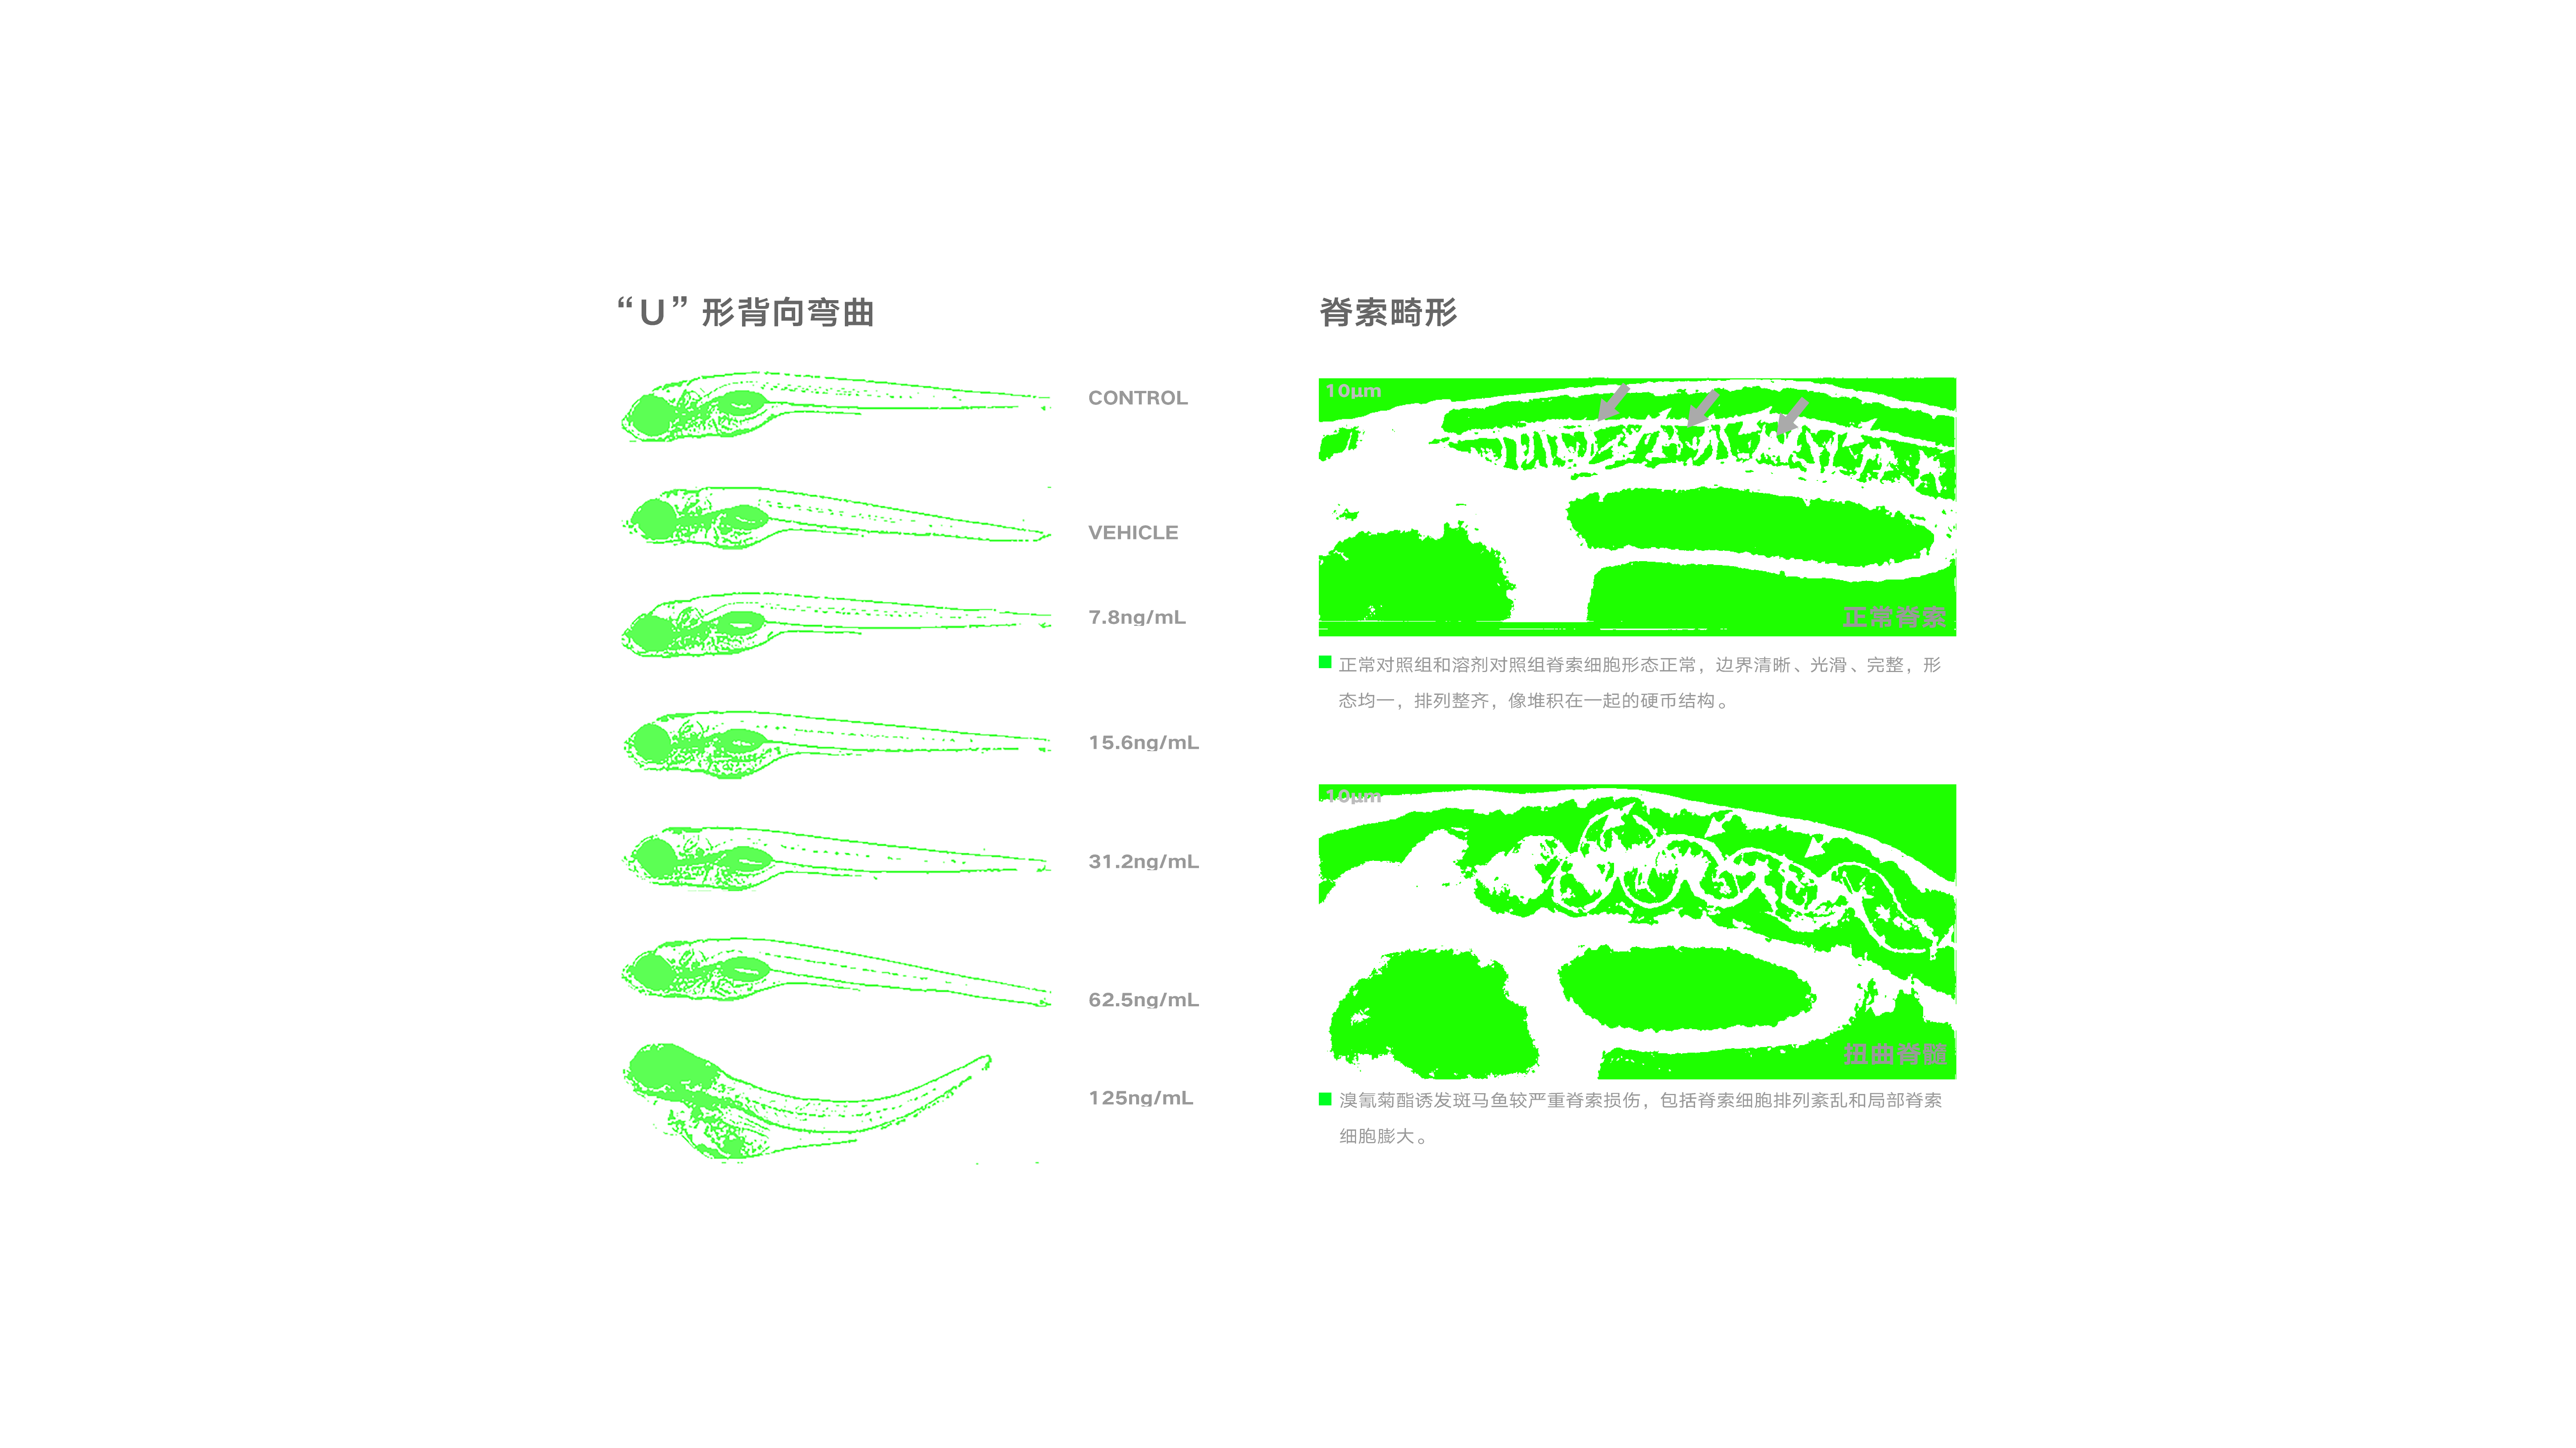 “U” 形背向弯曲
CONTROL
VEHICLE
7.8ng/mL
15.6ng/mL
31.2ng/mL
62.5ng/mL
125ng/mL
脊索畸形
10μm
正常脊索
正常对照组和溶剂对照组脊索细胞形态正常，边界清晰、光滑、完整，形
态均一，排列整齐，像堆积在一起的硬币结构。
10μm
扭曲脊髓
溴氰菊酯诱发斑马鱼较严重脊索损伤，包括脊索细胞排列紊乱和局部脊索
细胞膨大。